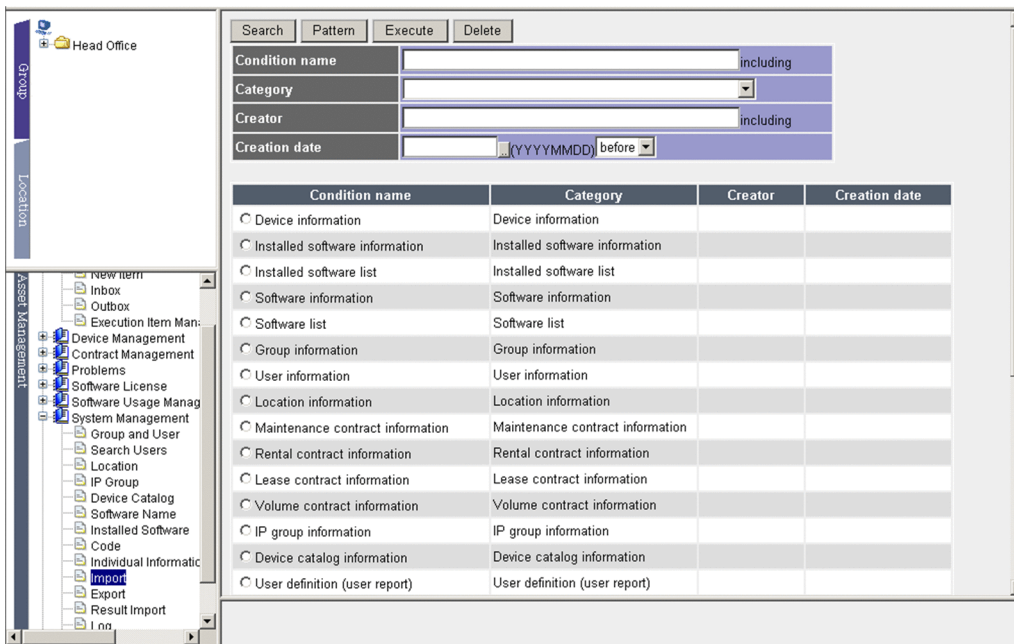 Group
Location
Head Office
Asset Management
New Item
Inbox
Outbox
Execution Item Mana
Device Management
Contract Management
Problems
Software License
Software Usage Manag
System Management
Group and User
Search Users
Location
IP Group
Device Catalog
Software Name
Installed Software
Code
Individual Informatic
Import
Export
Result Import
Log
Search Pattern Execute Delete
Condition name including
Category
Creator including
Creation date .. (YYYYMMDD) before
Condition name Category Creator Creation date
Device information Device information
Installed software information Installed software information
Installed software list Installed software list
Software information Software information
Software list Software list
Group information Group information
User information User information
Location information Location information
Maintenance contract information Maintenance contract information
Rental contract information Rental contract information
Lease contract information Lease contract information
Volume contract information Volume contract information
IP group information IP group information
Device catalog information Device catalog information
User definition (user report) User definition (user report)